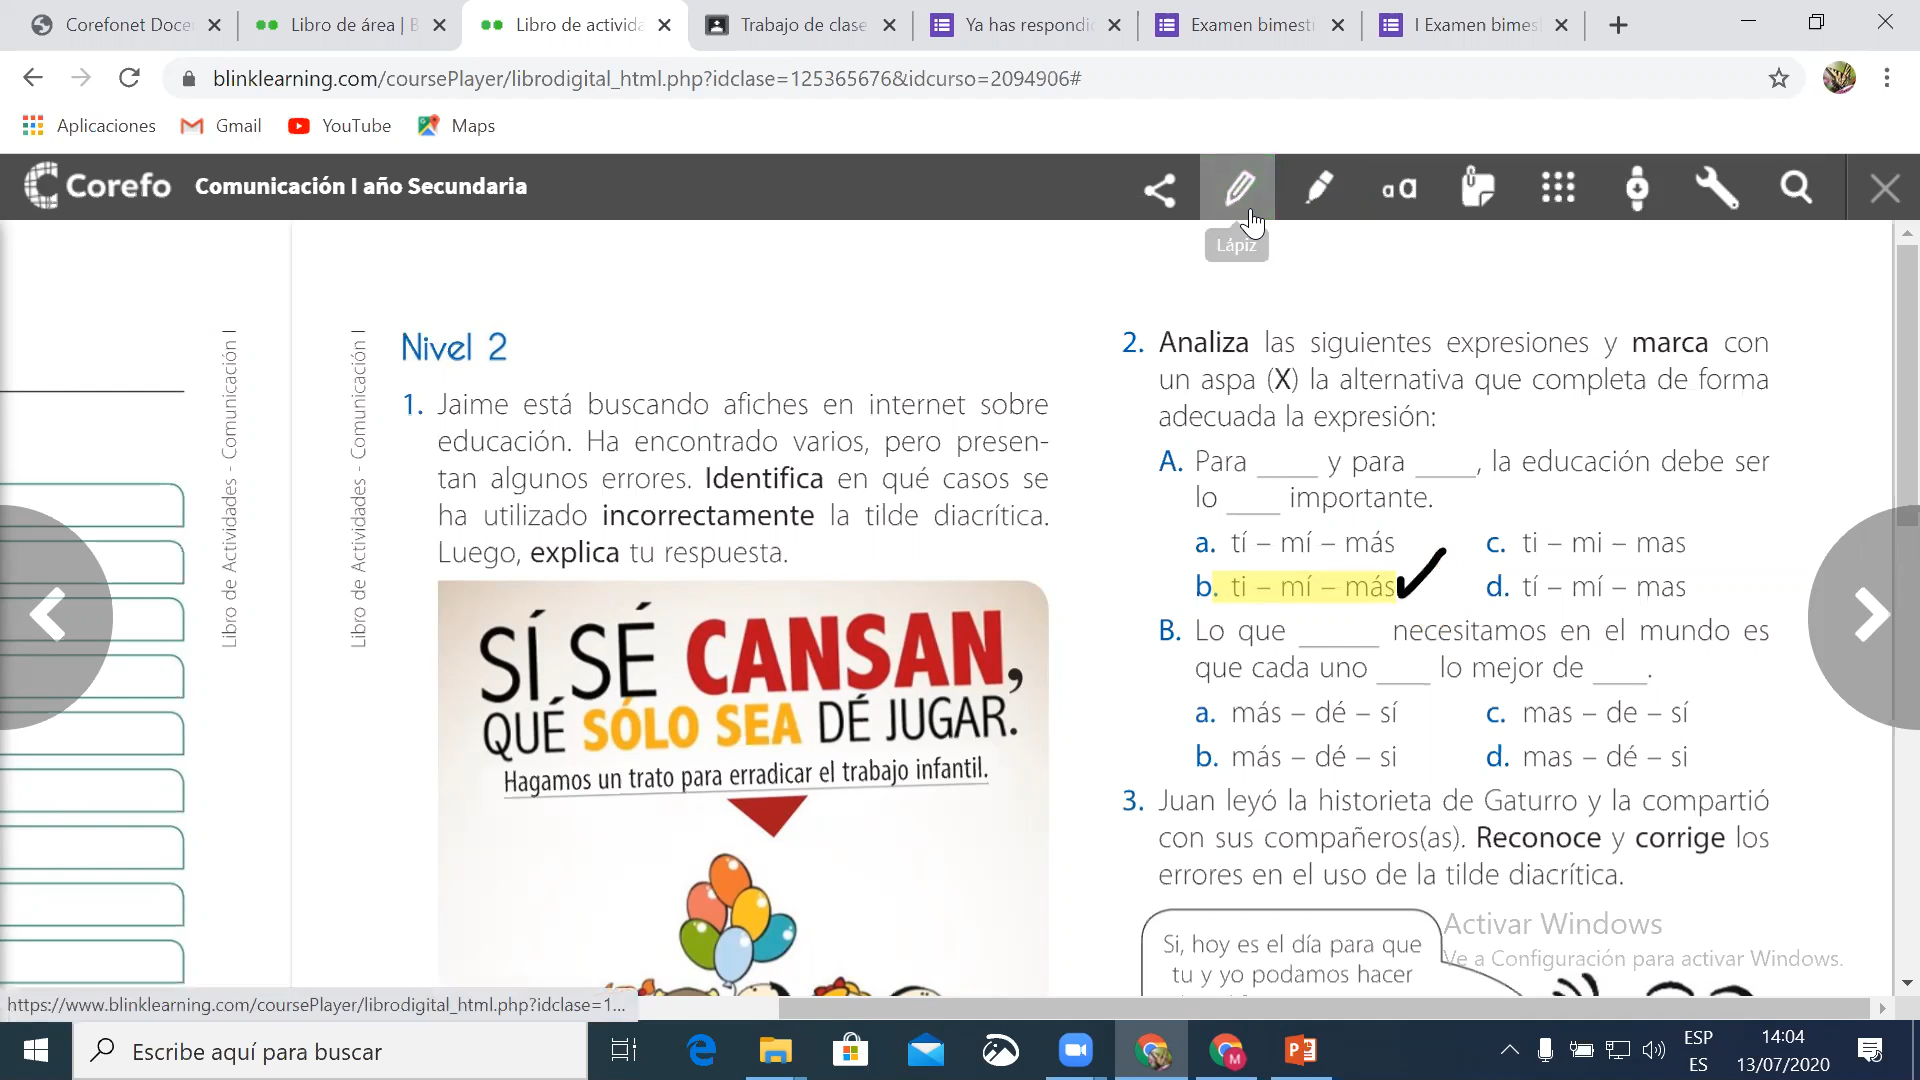 Corefonet Doce
Libro de área | B
Libro de activida
Trabajo de clase
Ya has respondi
Examen bimestr
I Examen bimest
blinklearning.com/coursePlayer/librodigital_html.php?idclase=125365676&idcurso=2094906#
Aplicaciones
Gmail
YouTube
Maps
Corefo
Comunicación I año Secundaria
aa
Lápiz
Libro de Actividades - Comunicación I
Libro de Actividades - Comunicación I
Nivel 2
1. Jaime está buscando afiches en internet sobre
educación. Ha encontrado varios, pero presen-
tan algunos errores. Identifica en qué casos se
ha utilizado incorrectamente la tilde diacrítica.
Luego, explica tu respuesta.
SÍ SÉ CANSAN,
QUÉ SÓLO SEA DÉ JUGAR.
Hagamos un trato para erradicar el trabajo infantil.
2. Analiza las siguientes expresiones y marca con
un aspa (X) la alternativa que completa de forma
adecuada la expresión:
A. Para _____ y para _____, la educación debe ser
lo ____ importante.
a. tí – mí – más
c. ti – mi – mas
b. ti – mí – más
d. tí – mí – mas
B. Lo que ______ necesitamos en el mundo es
que cada uno ____ lo mejor de ____.
a. más – dé – sí
c. mas – de – sí
b. más – dé – si
d. mas – dé – si
3. Juan leyó la historieta de Gaturro y la compartió
con sus compañeros(as). Reconoce y corrige los
errores en el uso de la tilde diacrítica.
Si, hoy es el día para que
tu y yo podamos hacer
Activar Windows
Ve a Configuración para activar Windows.
https://www.blinklearning.com/coursePlayer/librodigital_html.php?idclase=1...
Escribe aquí para buscar
ESP
ES
14:04
13/07/2020